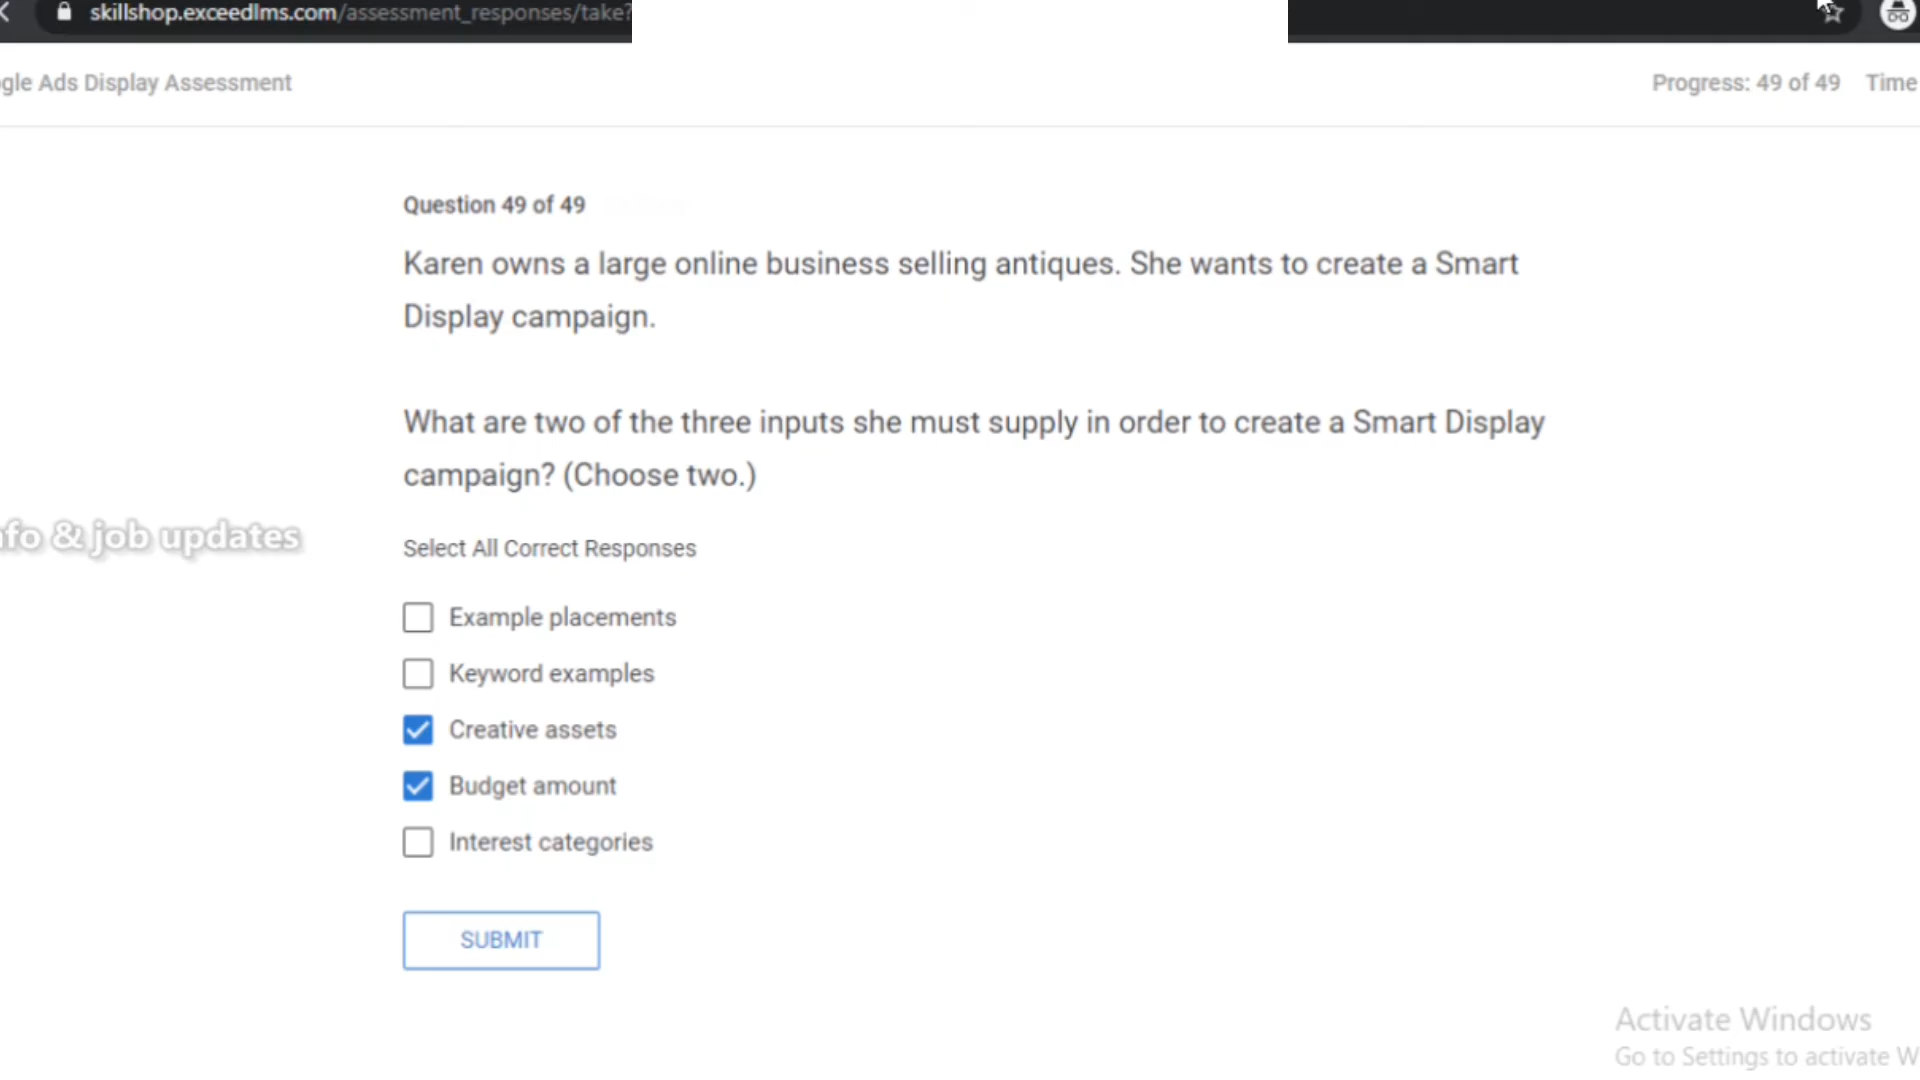 skillshop.exceedlms.com/assessment_responses/take?
gle Ads Display Assessment
Progress: 49 of 49 Time
Question 49 of 49
Karen owns a large online business selling antiques. She wants to create a Smart
Display campaign.
What are two of the three inputs she must supply in order to create a Smart Display
campaign? (Choose two.)
nfo & job updates
Select All Correct Responses
Example placements
Keyword examples
Creative assets
Budget amount
Interest categories
SUBMIT
Activate Windows
Go to Settings to activate W